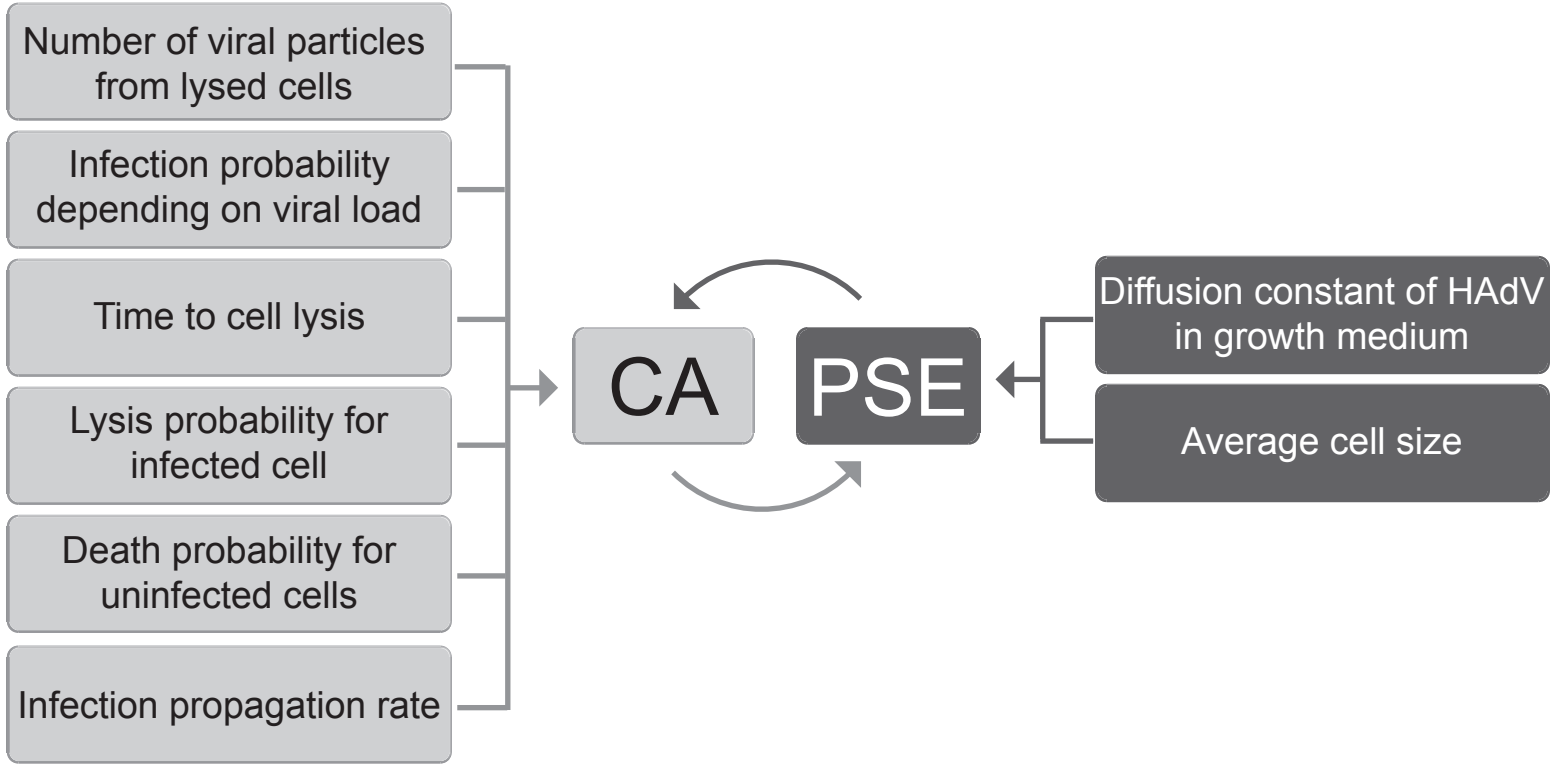 Number of viral particles
from lysed cells
Infection probability
depending on viral load
Time to cell lysis
Lysis probability for
infected cell
Death probability for
uninfected cells
Infection propagation rate
CA
PSE
Diffusion constant of HAdV
in growth medium
Average cell size